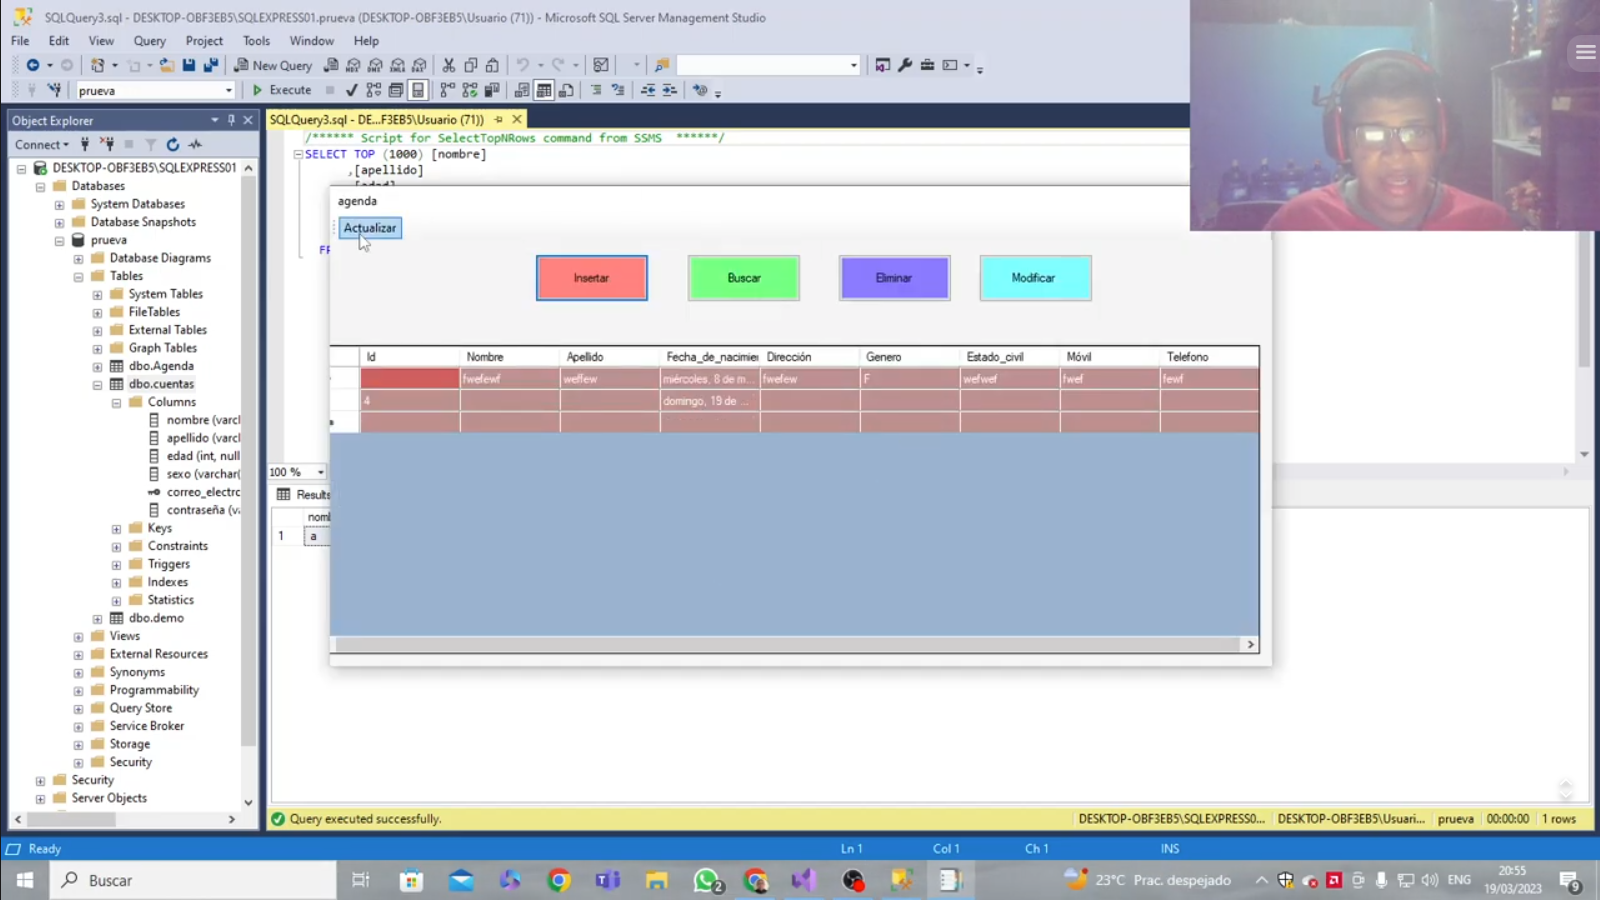 SQLQuery3.sql - DESKTOP-OBF3EB5\SQLEXPRESS01.prueva (DESKTOP-OBF3EB5\Usuario (71)) - Microsoft SQL Server Management Studio
File Edit View Query Project Tools Window Help
New Query
prueva Execute
Object Explorer
SQLQuery3.sql - DE...F3EB5\Usuario (71))
Connect
/****** Script for SelectTopNRows command from SSMS ******/
SELECT TOP (1000) [nombre]
,[apellido]
DESKTOP-OBF3EB5\SQLEXPRESS01
Databases
System Databases
Database Snapshots
prueva
Database Diagrams
Tables
System Tables
FileTables
External Tables
Graph Tables
dbo.Agenda
dbo.cuentas
Columns
nombre (varcl
apellido (varcl
edad (int, null
sexo (varchar(
correo_electrc
contraseña (va
Keys
Constraints
Triggers
Indexes
Statistics
dbo.demo
Views
External Resources
Synonyms
Programmability
Query Store
Service Broker
Storage
Security
Security
Server Objects
agenda
Actualizar
Insertar Buscar Eliminar Modificar
Id Nombre Apellido Fecha_de_nacimier Dirección Genero Estado_civil Móvil Telefono
fwefewf weffew miércoles, 8 de m... fwefew F wefwef fwef fewf
4 domingo, 19 de ...
100 %
Results
1 a
Query executed successfully. DESKTOP-OBF3EB5\SQLEXPRESS0... DESKTOP-OBF3EB5\Usuari... prueva 00:00:00 1 rows
Ready Ln 1 Col 1 Ch 1 INS
Buscar 2 23°C Prac. despejado ENG 20:55
19/03/2023 9